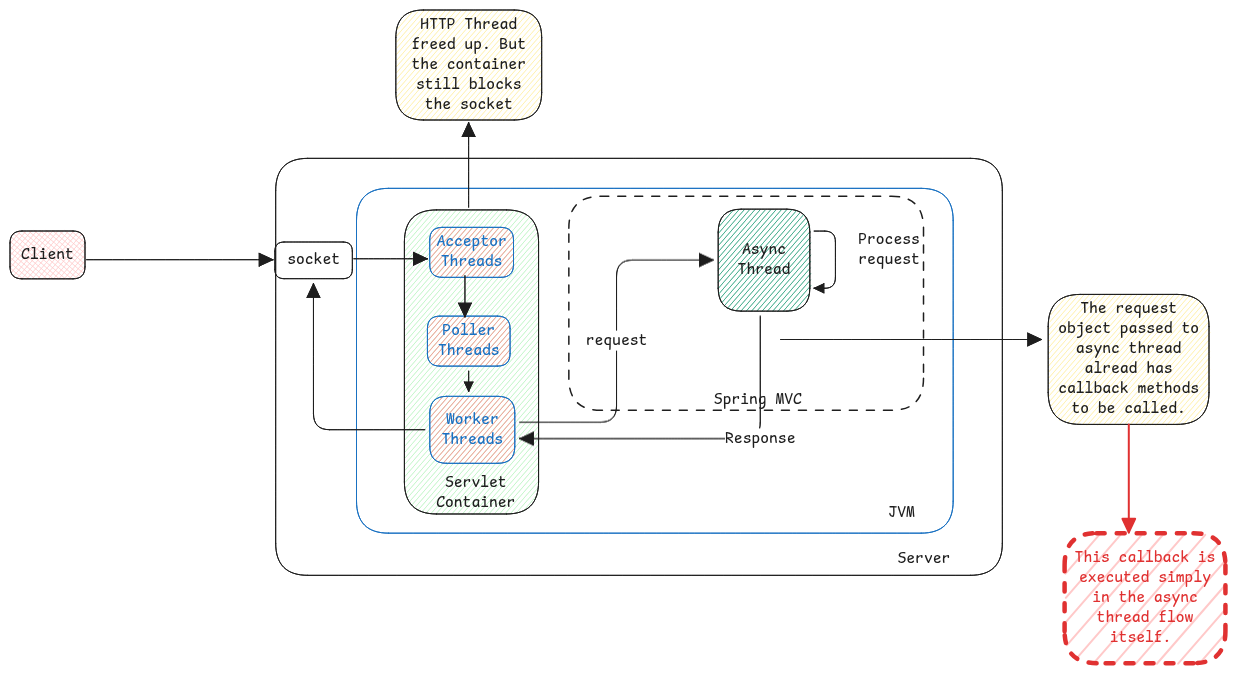 HTTP Thread
freed up. But
the container
still blocks
the socket
Client
socket
Acceptor
Threads
Poller
Threads
Worker
Threads
Servlet
Container
request
Async
Thread
Process
request
Spring MVC
Response
JVM
Server
The request
object passed to
async thread
alread has
callback methods
to be called.
This callback is
executed simply
in the async
thread flow
itself.